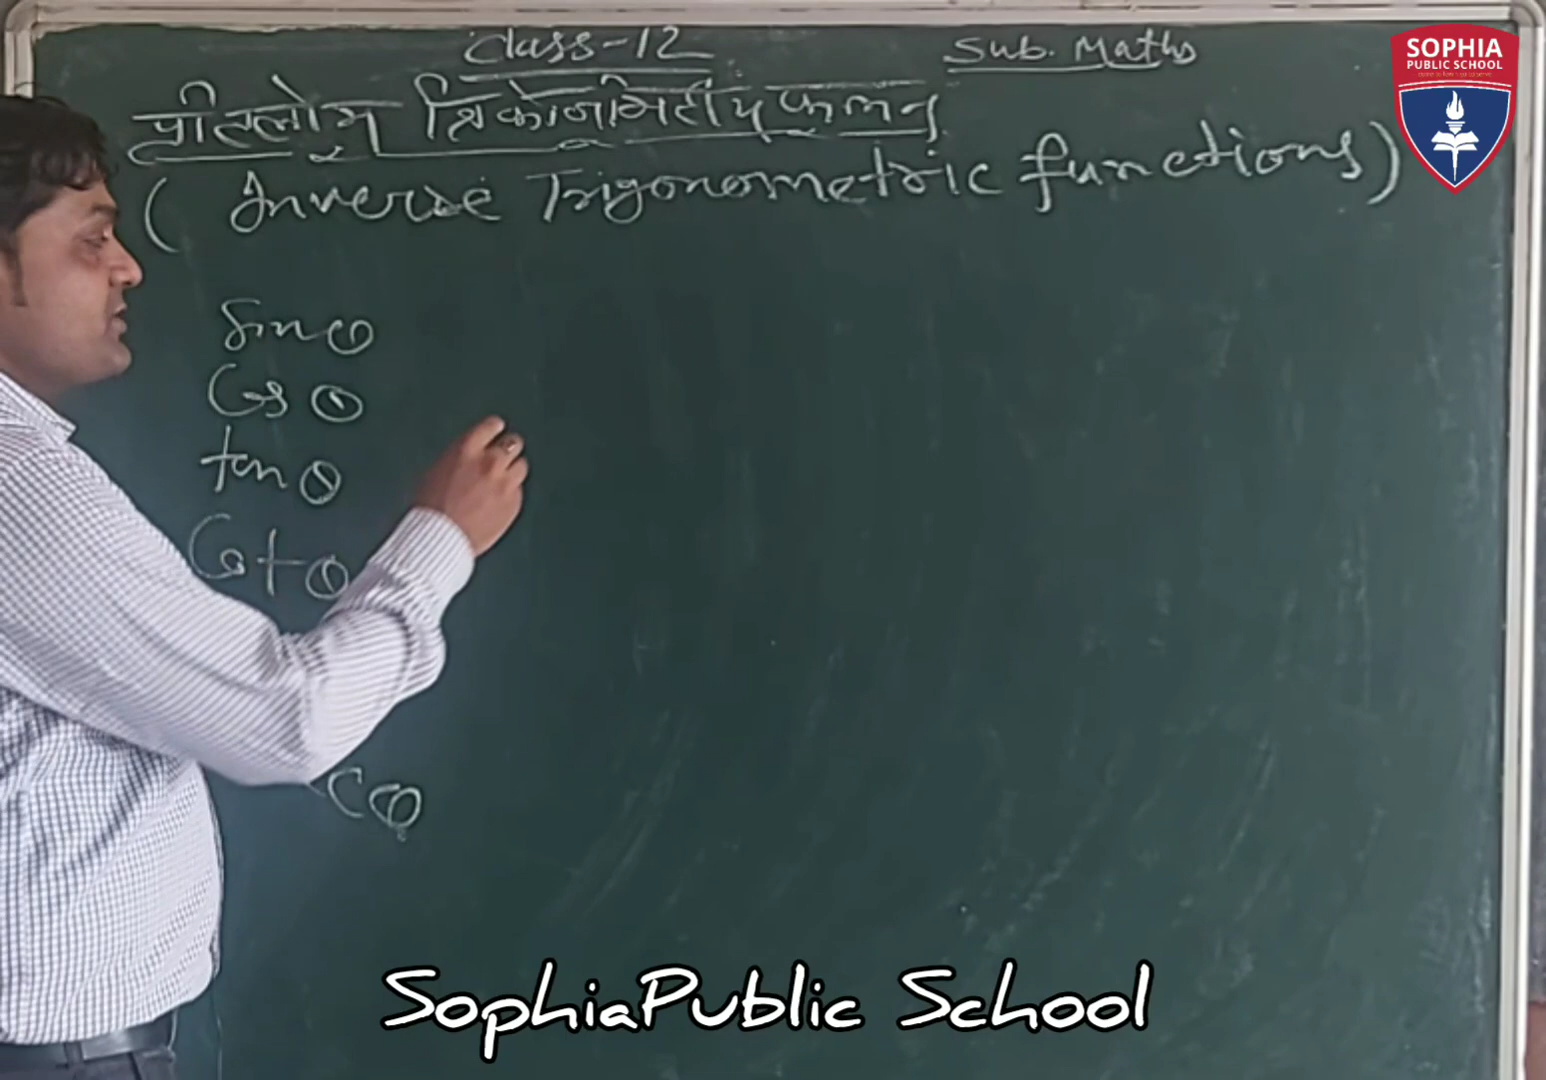 Class-12
Sub. Maths
SOPHIA
PUBLIC SCHOOL
प्रतिलोम त्रिकोणमितीय फलन
( Inverse Trigonometric functions )
Sin θ
Cos θ
tan θ
Cot θ
c θ
SophiaPublic School